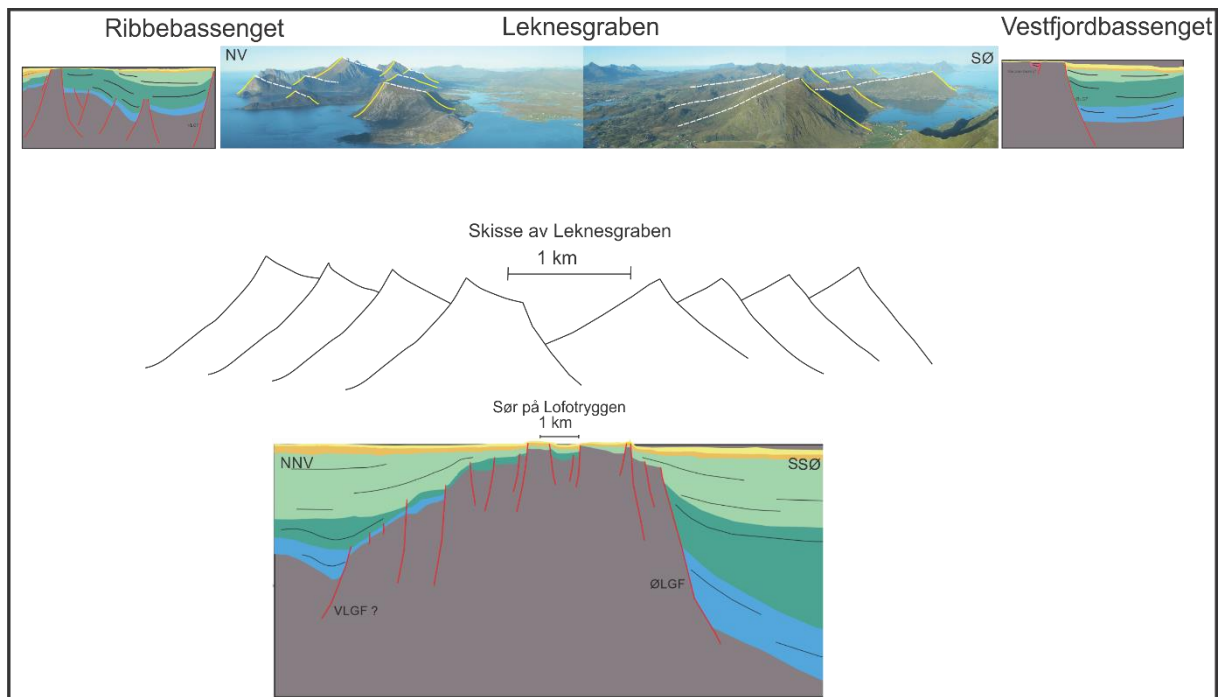 Ribbebassenget
Leknesgraben
Vestfjordbassenget
NV
SØ
Skisse av Leknesgraben
1 km
Sør på Lofotryggen
1 km
NNV
SSØ
VLGF ?
ØLGF